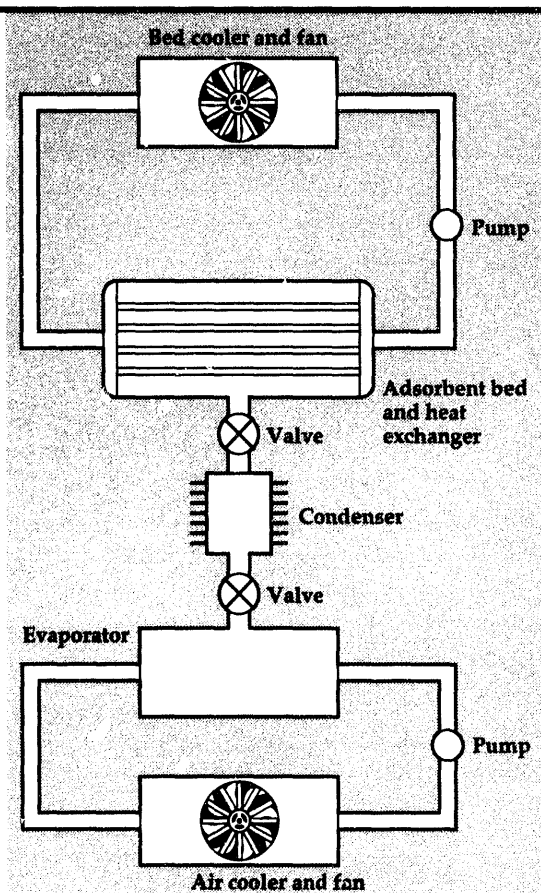 Bed cooler and fan
Pump
Adsorbent bed
and heat
exchanger
Valve
Condenser
Valve
Evaporator
Pump
Air cooler and fan